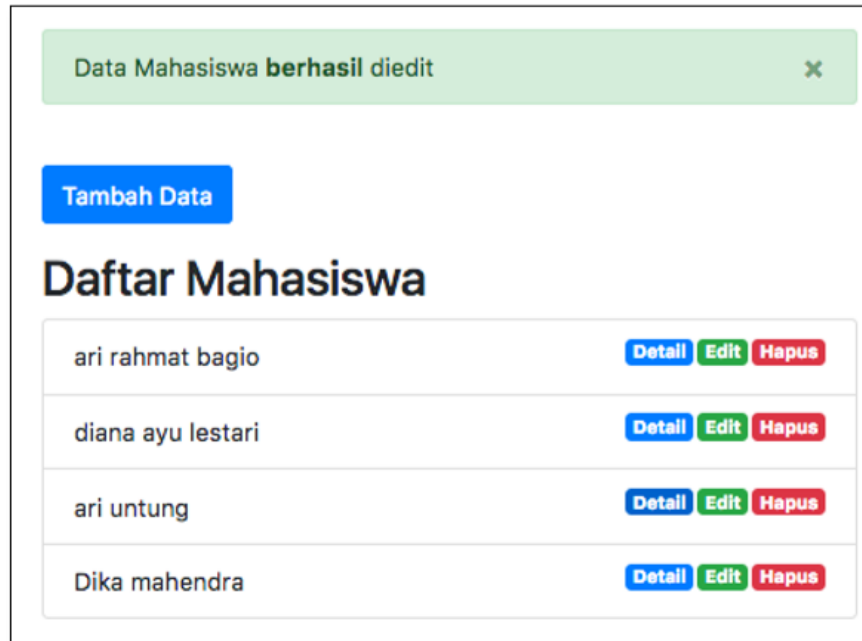 Data Mahasiswa berhasil diedit ×
Tambah Data
Daftar Mahasiswa
ari rahmat bagio Detail Edit Hapus
diana ayu lestari Detail Edit Hapus
ari untung Detail Edit Hapus
Dika mahendra Detail Edit Hapus